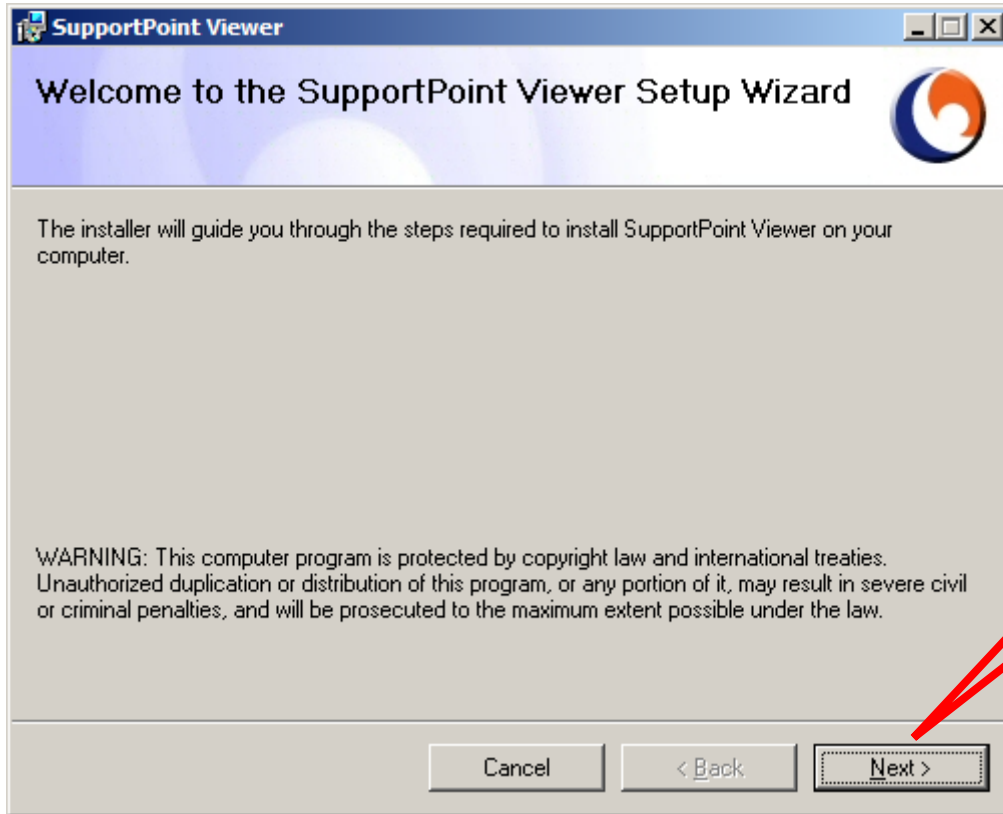 SupportPoint Viewer
Welcome to the SupportPoint Viewer Setup Wizard
The installer will guide you through the steps required to install SupportPoint Viewer on your
computer.
WARNING: This computer program is protected by copyright law and international treaties.
Unauthorized duplication or distribution of this program, or any portion of it, may result in severe civil
or criminal penalties, and will be prosecuted to the maximum extent possible under the law.
Cancel
< Back
Next >